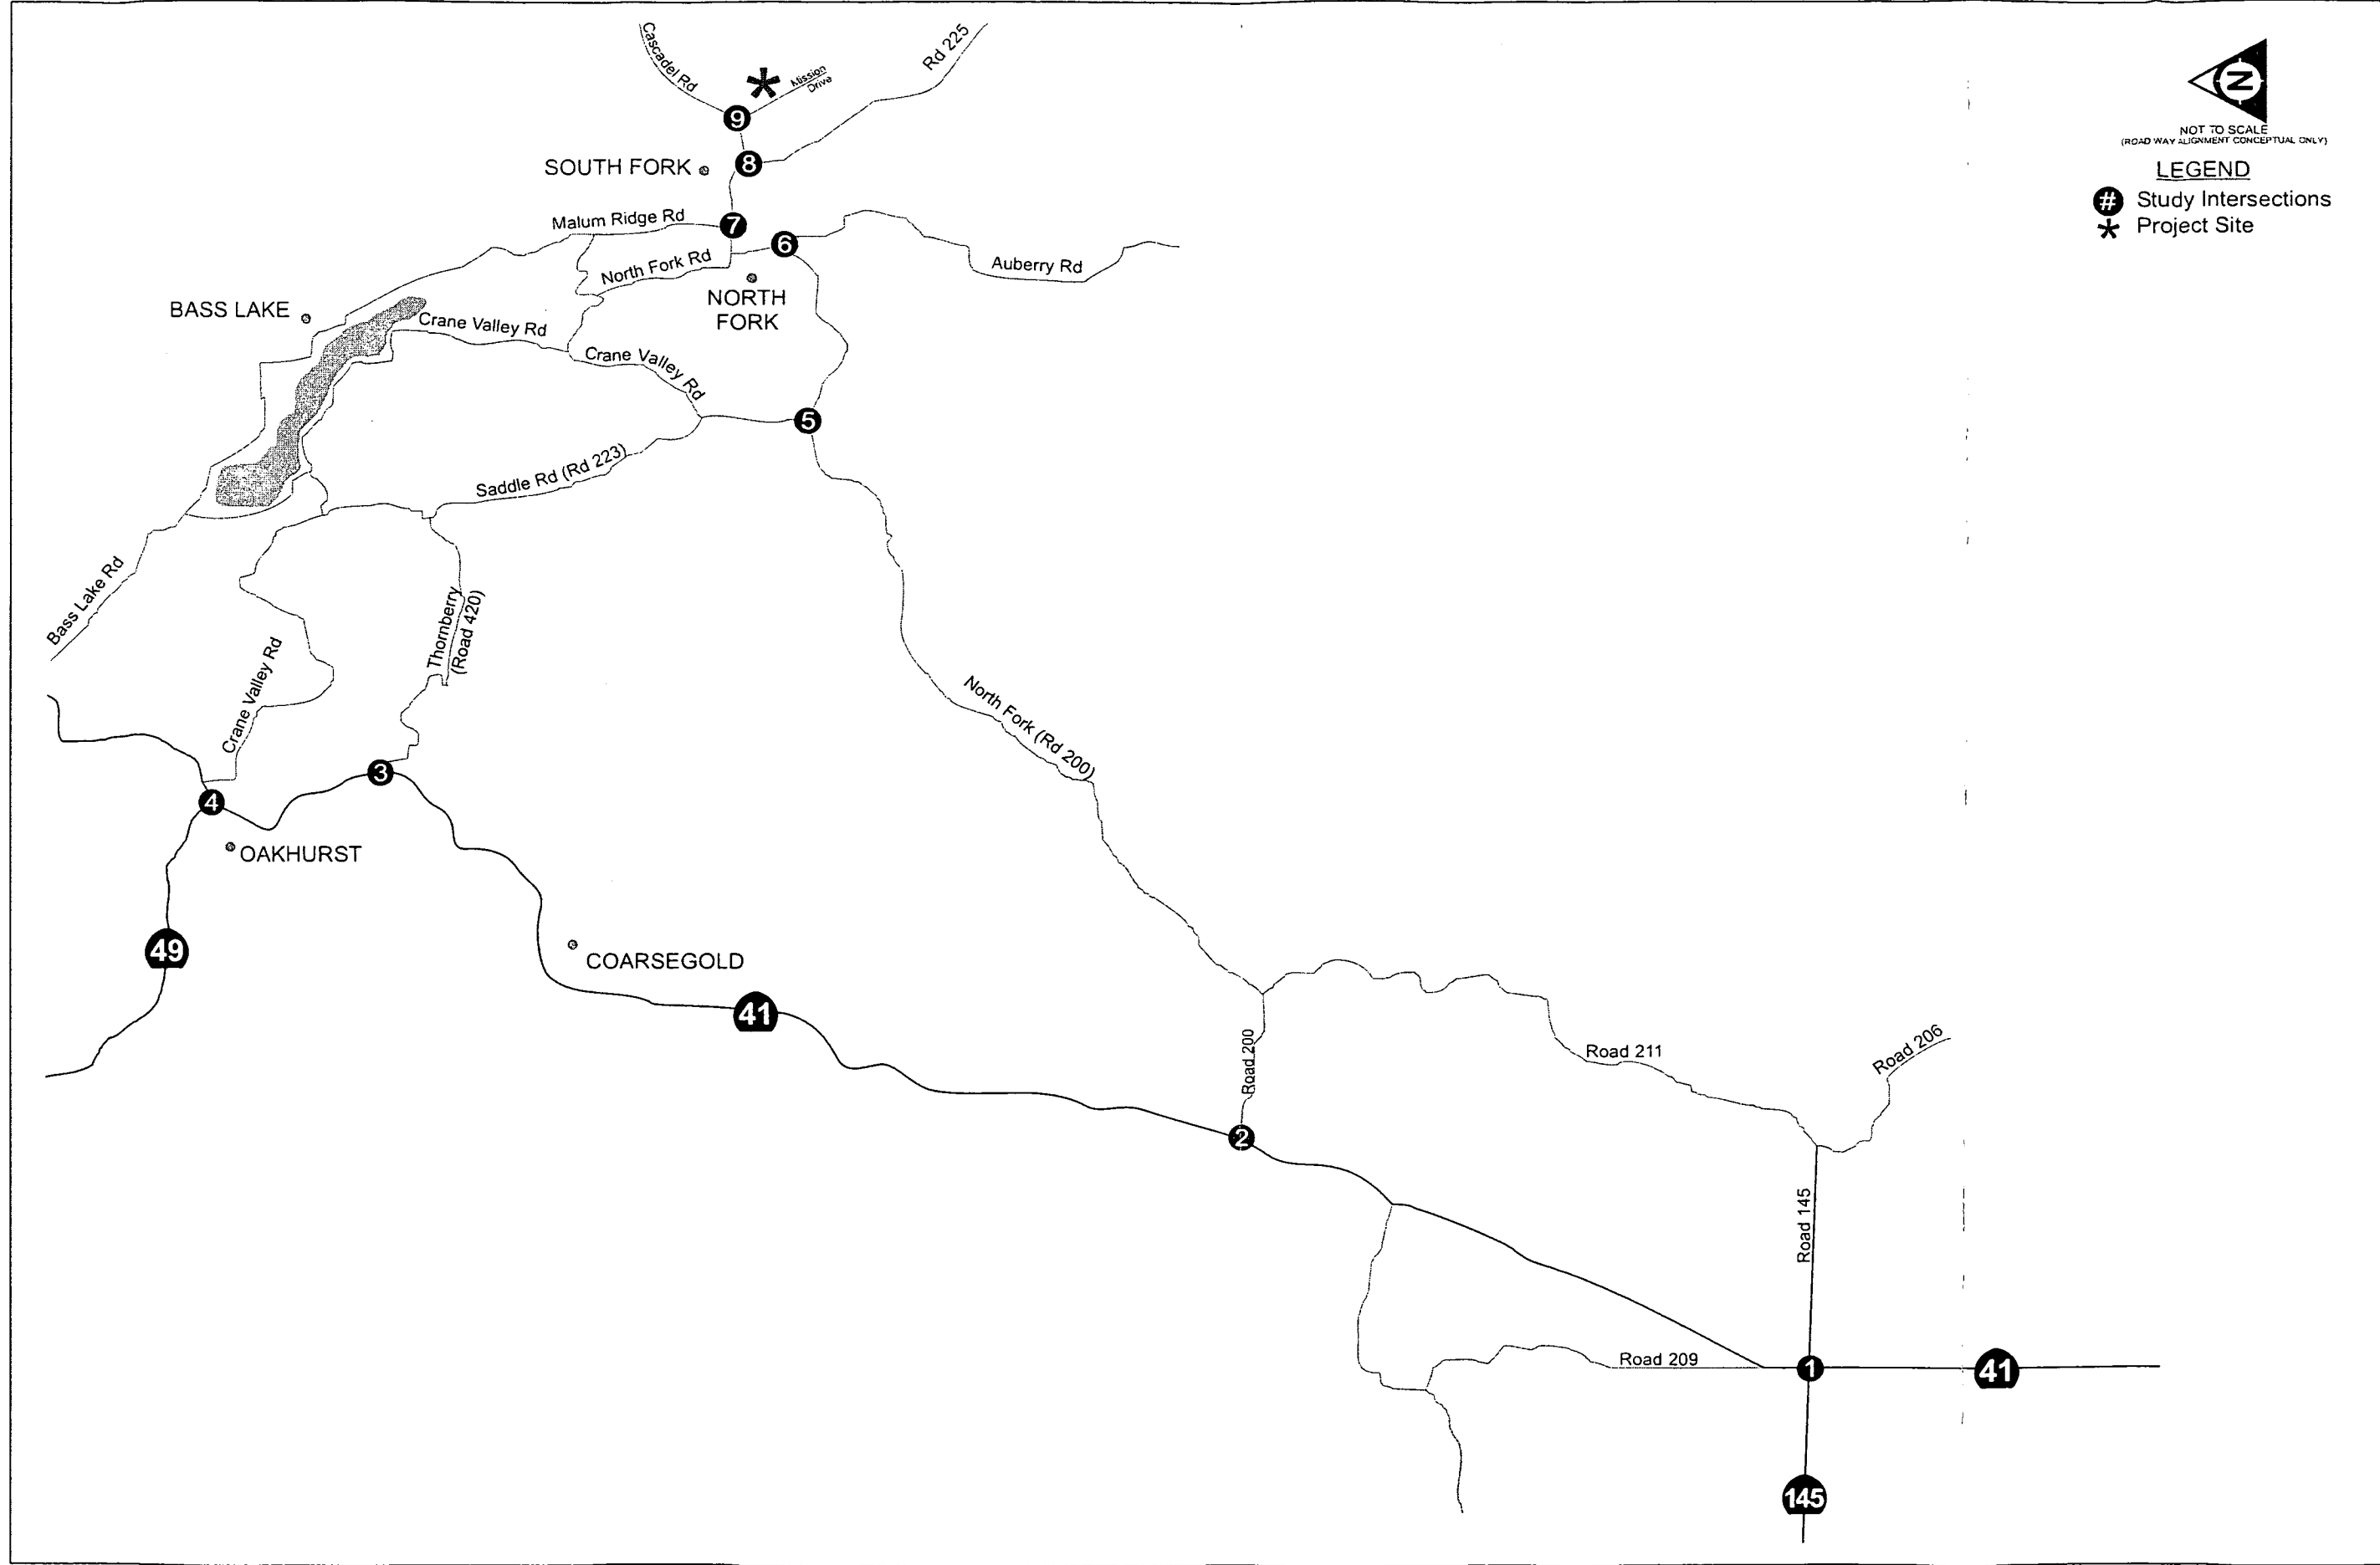 Cascadel Rd
Mission
Drive
Rd 225
N
NOT TO SCALE
(ROAD WAY ALIGNMENT CONCEPTUAL ONLY)
LEGEND
# Study Intersections
* Project Site
9
8
SOUTH FORK
Malum Ridge Rd
7
6
North Fork Rd
Auberry Rd
NORTH
FORK
BASS LAKE
Crane Valley Rd
Crane Valley Rd
5
Saddle Rd (Rd 223)
Bass Lake Rd
Thornberry
(Road 420)
Crane Valley Rd
North Fork (Rd 200)
3
4
OAKHURST
49
COARSEGOLD
41
Road 200
Road 211
Road 206
2
Road 145
Road 209
1
41
145